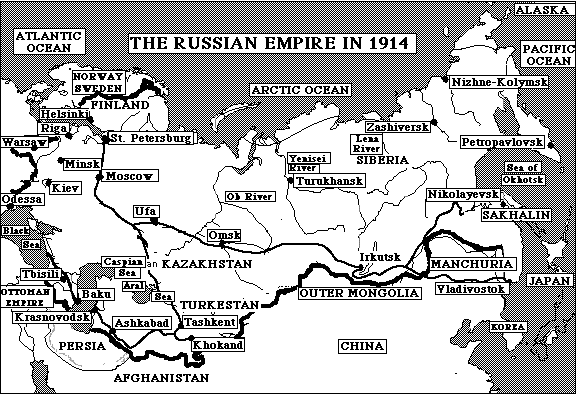 ALASKA
ATLANTIC
OCEAN
THE RUSSIAN EMPIRE IN 1914
PACIFIC
OCEAN
NORWAY
SWEDEN
ARCTIC OCEAN
Nizhne-Kolymsk
FINLAND
Helsinki
Riga
St. Petersburg
Zashiversk
Lena
River
Petropavlovsk
Warsaw
Minsk
Moscow
Yenisei
River
SIBERIA
Sea of
Okhotsk
Kiev
Turukhansk
Ob River
Nikolayevsk
Odessa
Ufa
SAKHALIN
Black
Sea
Omsk
Caspian
Sea
KAZAKHSTAN
Irkutsk
MANCHURIA
Tbilisi
Aral
Sea
OUTER MONGOLIA
JAPAN
OTTOMAN
EMPIRE
Baku
TURKESTAN
Vladivostok
Krasnovodsk
Ashkabad
Tashkent
KOREA
PERSIA
Khokand
CHINA
AFGHANISTAN